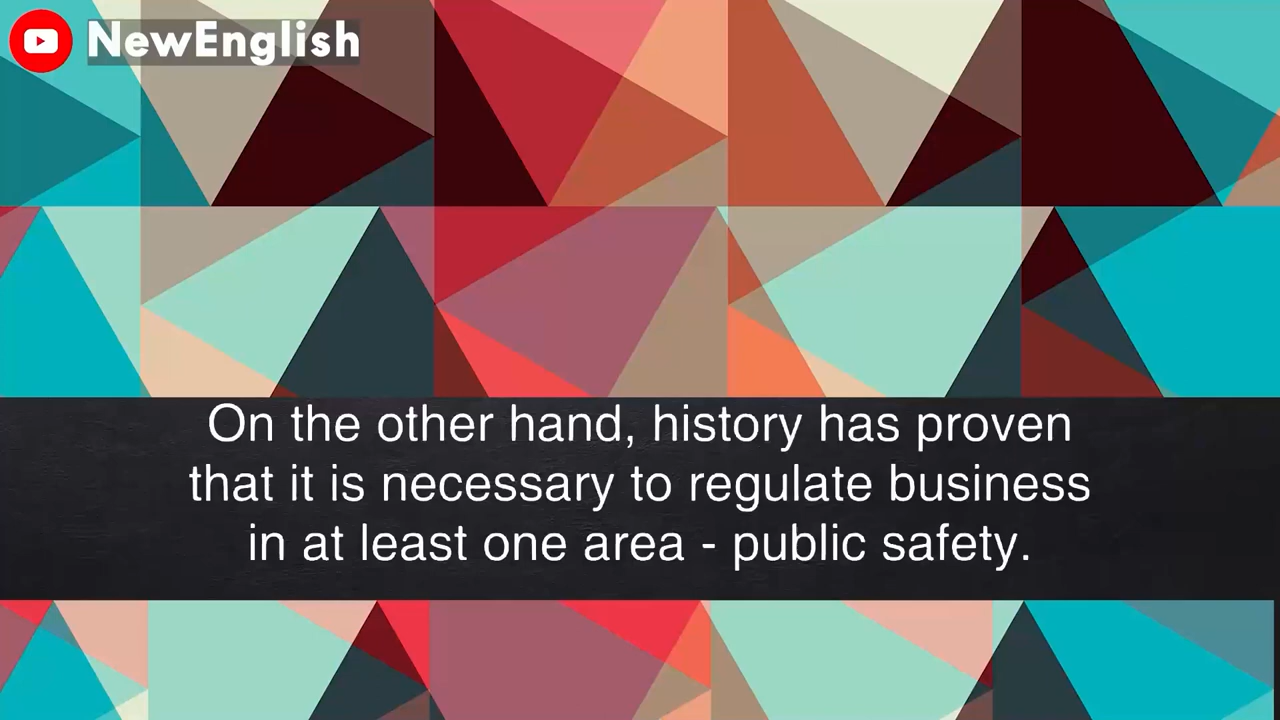 NewEnglish
On the other hand, history has proven
that it is necessary to regulate business
in at least one area - public safety.